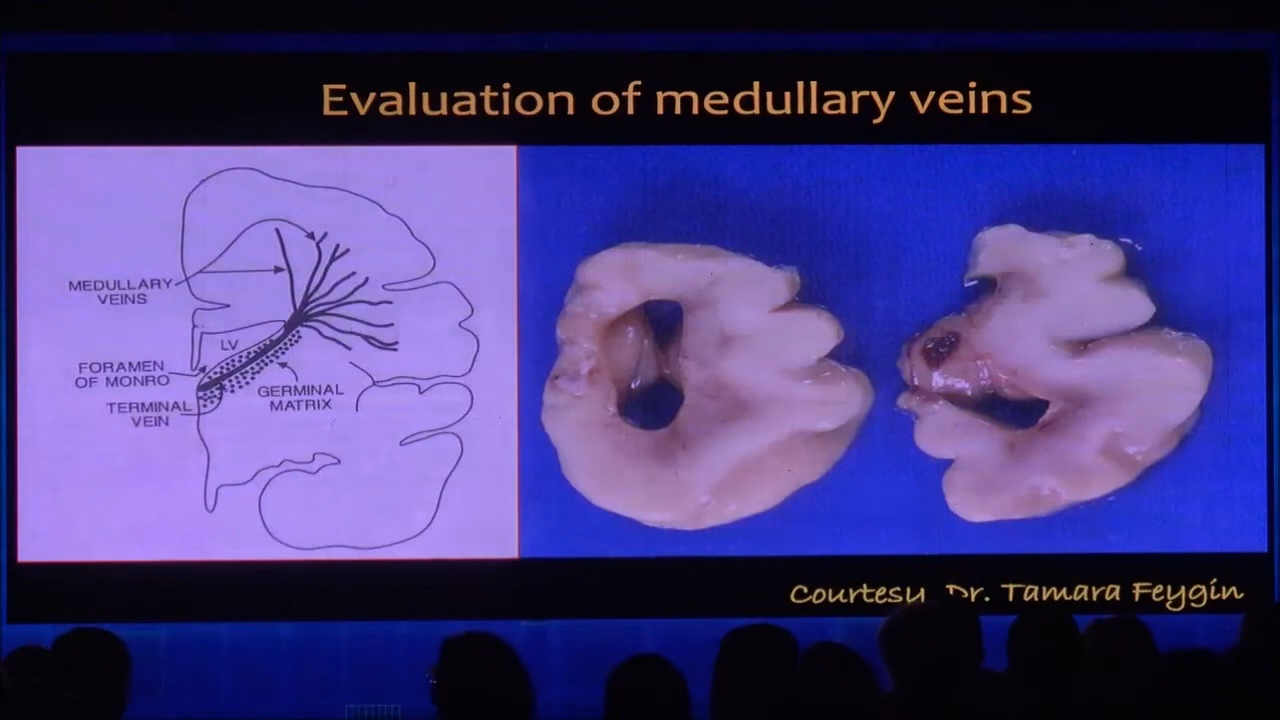 Evaluation of medullary veins
MEDULLARY
VEINS
LV
FORAMEN
OF MONRO
GERMINAL
MATRIX
TERMINAL
VEIN
Courtesy Dr. Tamara Feygin